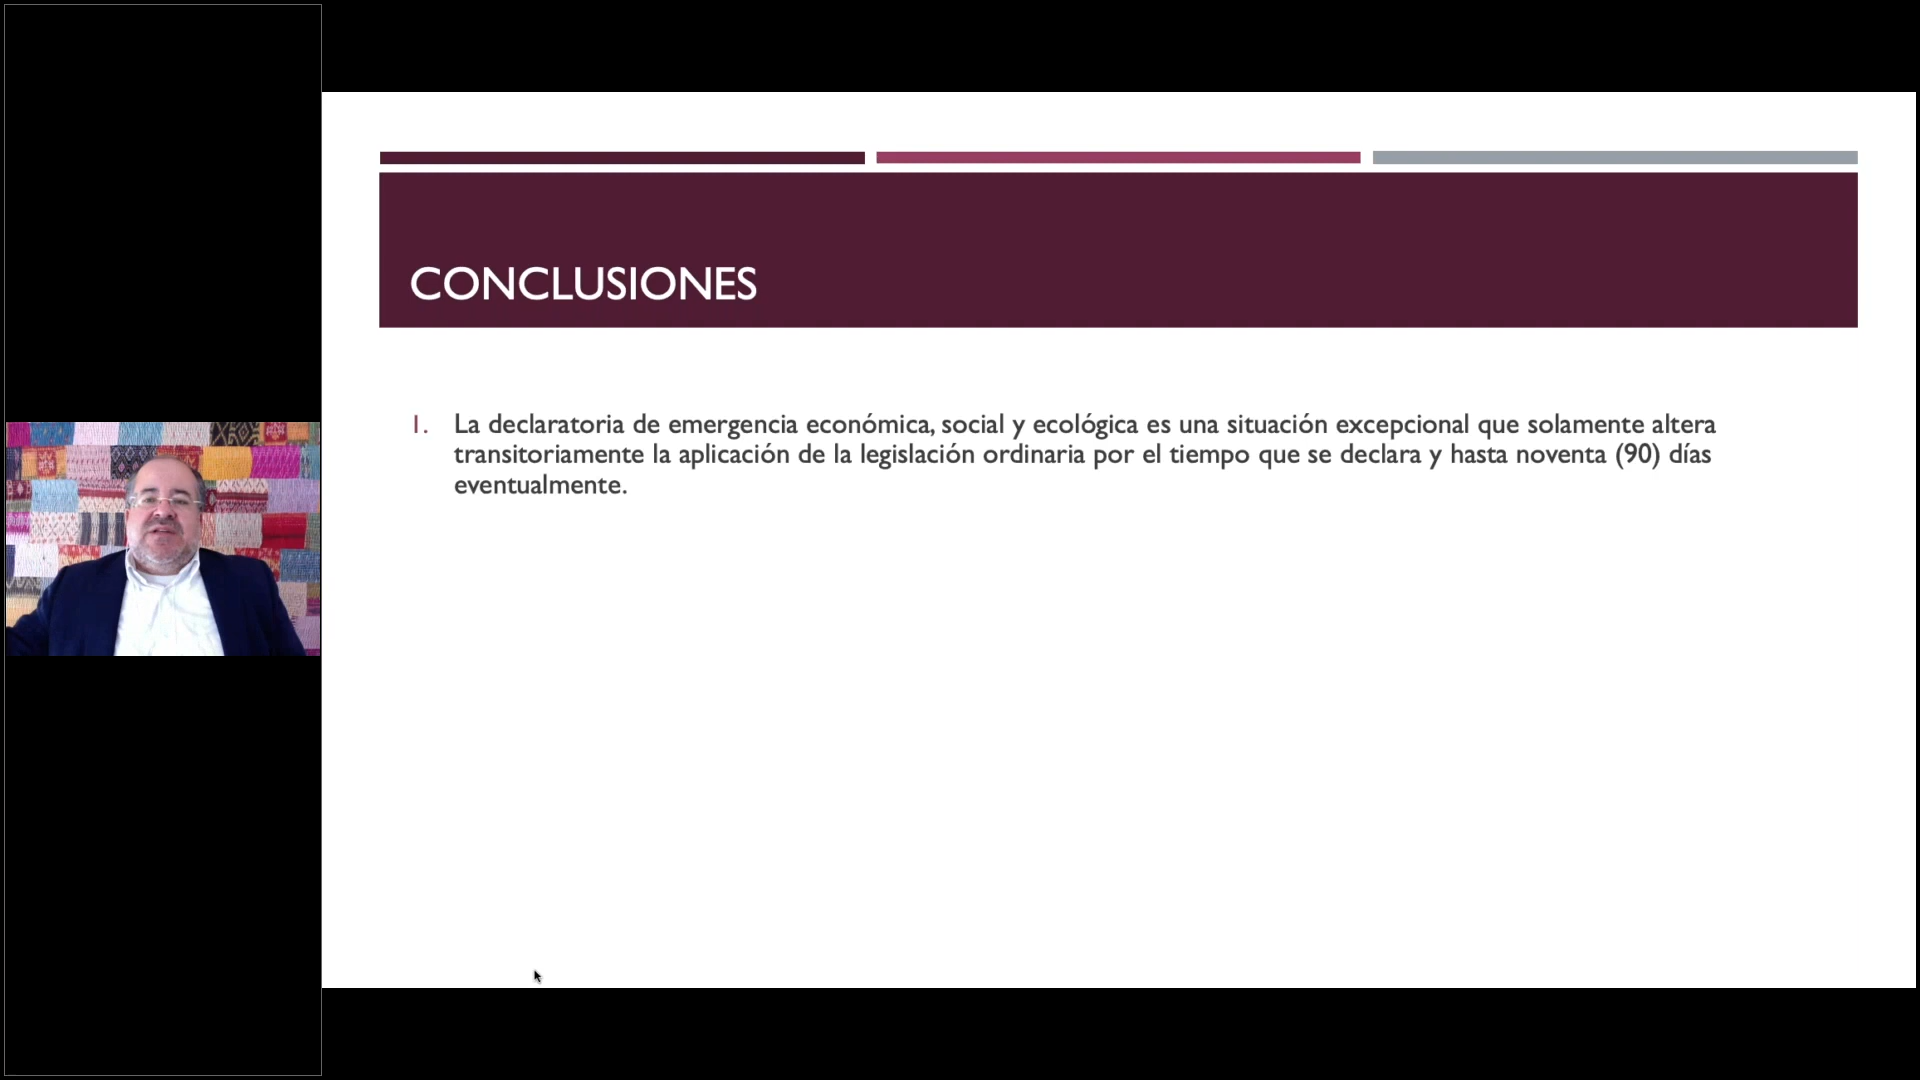 CONCLUSIONES
1. La declaratoria de emergencia económica, social y ecológica es una situación excepcional que solamente altera
transitoriamente la aplicación de la legislación ordinaria por el tiempo que se declara y hasta noventa (90) días
eventualmente.